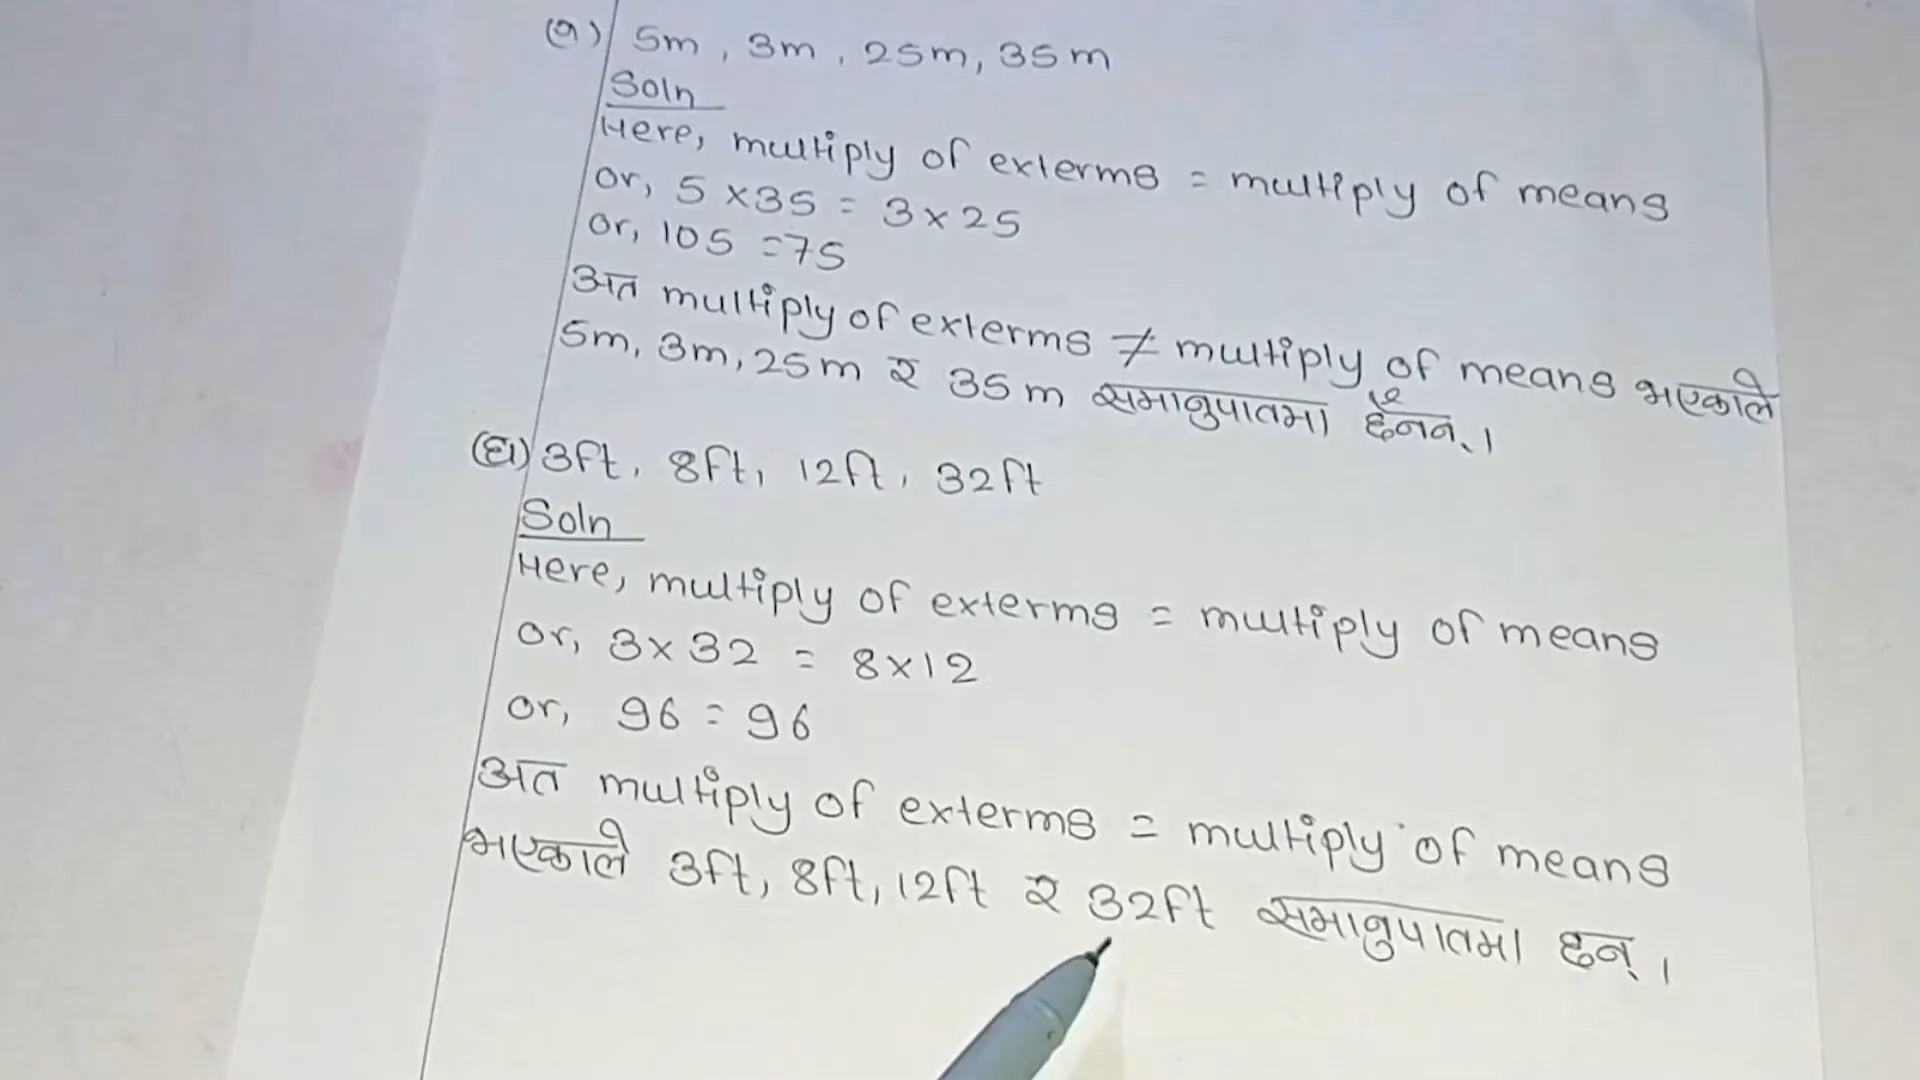 (ग) 5m, 3m, 25m, 35m
Soln
Here, multiply of exterms = multiply of means
or, 5 × 35 = 3 × 25
or, 105 = 75
अत multiply of exterms ≠ multiply of means भएकाले
5m, 3m, 25m र 35m समानुपातमा छैनन् ।
(घ) 3ft, 8ft, 12ft, 32ft
Soln
Here, multiply of exterms = multiply of means
or, 3 × 32 = 8 × 12
or, 96 = 96
अत multiply of exterms = multiply of means
भएकाले 3ft, 8ft, 12ft र 32ft समानुपातमा छन् ।